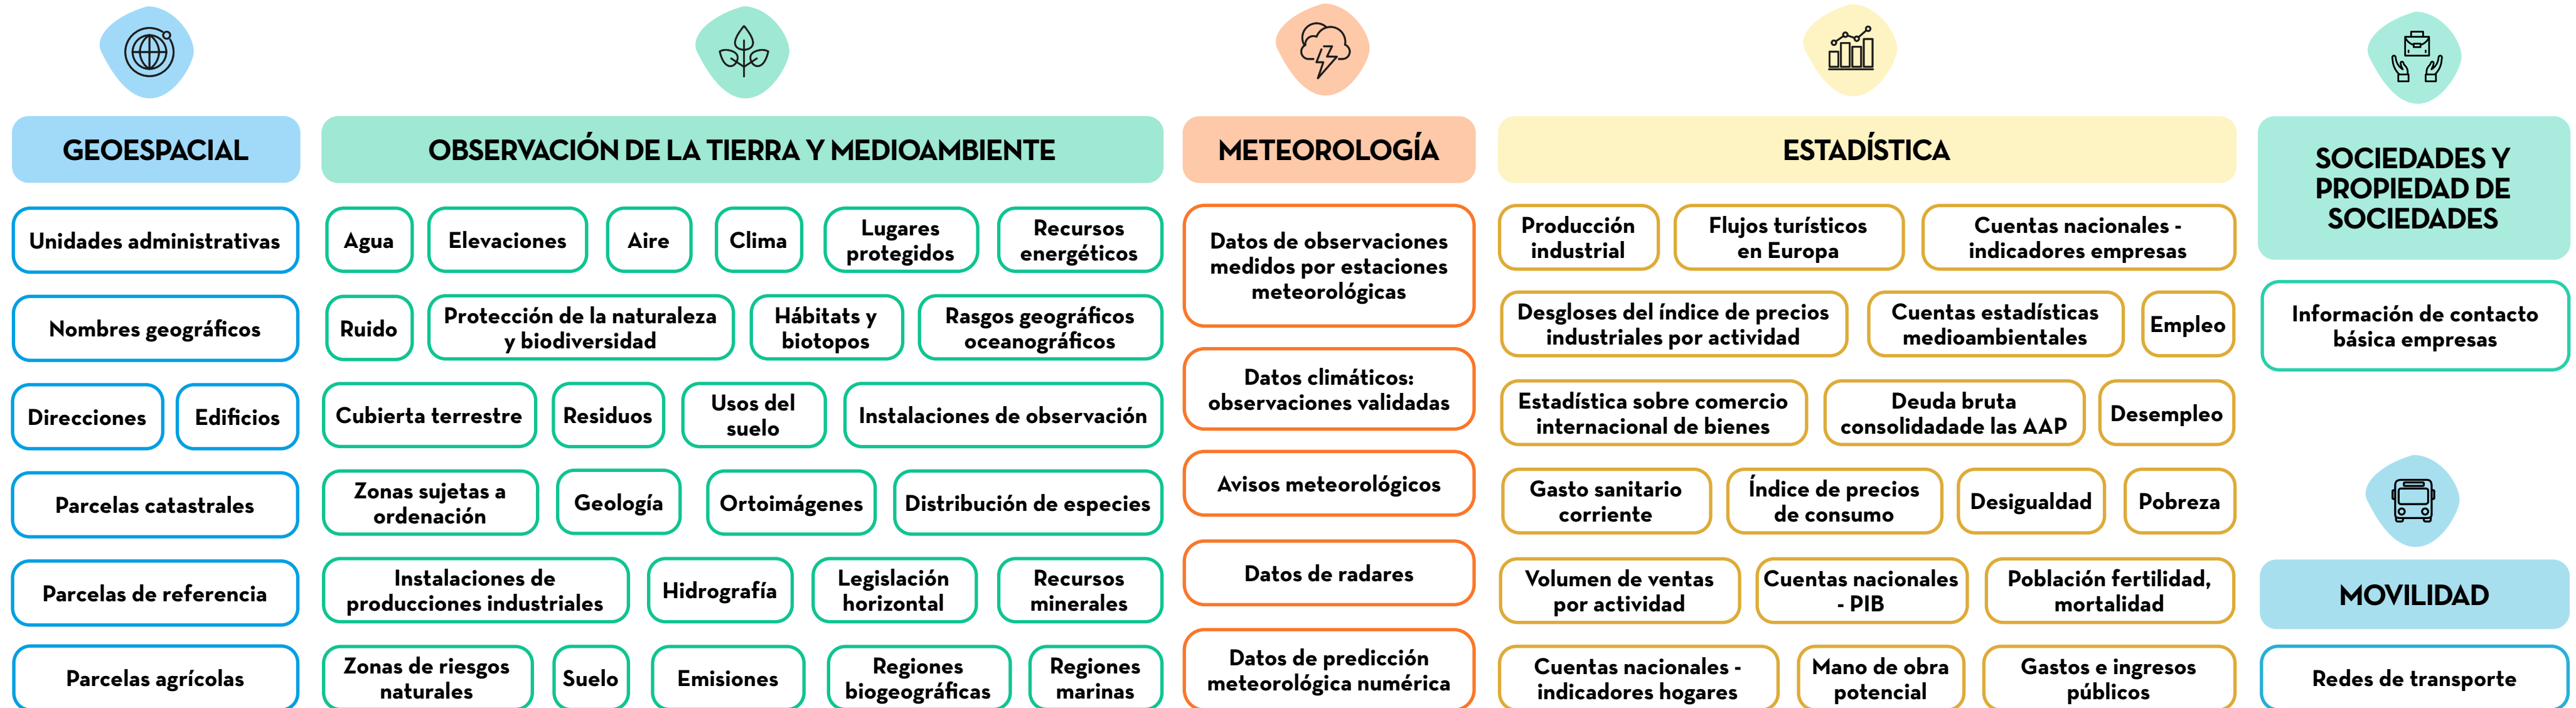 GEOESPACIAL
Unidades administrativas
Nombres geográficos
Direcciones
Edificios
Parcelas catastrales
Parcelas de referencia
Parcelas agrícolas
OBSERVACIÓN DE LA TIERRA Y MEDIOAMBIENTE
Agua
Elevaciones
Aire
Clima
Lugares
protegidos
Recursos
energéticos
Ruido
Protección de la naturaleza
y biodiversidad
Hábitats y
biotopos
Rasgos geográficos
oceanográficos
Cubierta terrestre
Residuos
Usos del
suelo
Instalaciones de observación
Zonas sujetas a
ordenación
Geología
Ortoimágenes
Distribución de especies
Instalaciones de
producciones industriales
Hidrografía
Legislación
horizontal
Recursos
minerales
Zonas de riesgos
naturales
Suelo
Emisiones
Regiones
biogeográficas
Regiones
marinas
METEOROLOGÍA
Datos de observaciones
medidos por estaciones
meteorológicas
Datos climáticos:
observaciones validadas
Avisos meteorológicos
Datos de radares
Datos de predicción
meteorológica numérica
ESTADÍSTICA
Producción
industrial
Flujos turísticos
en Europa
Cuentas nacionales -
indicadores empresas
Desgloses del índice de precios
industriales por actividad
Cuentas estadísticas
medioambientales
Empleo
Estadística sobre comercio
internacional de bienes
Deuda bruta
consolidadade las AAP
Desempleo
Gasto sanitario
corriente
Índice de precios
de consumo
Desigualdad
Pobreza
Volumen de ventas
por actividad
Cuentas nacionales
- PIB
Población fertilidad,
mortalidad
Cuentas nacionales -
indicadores hogares
Mano de obra
potencial
Gastos e ingresos
públicos
SOCIEDADES Y
PROPIEDAD DE
SOCIEDADES
Información de contacto
básica empresas
MOVILIDAD
Redes de transporte